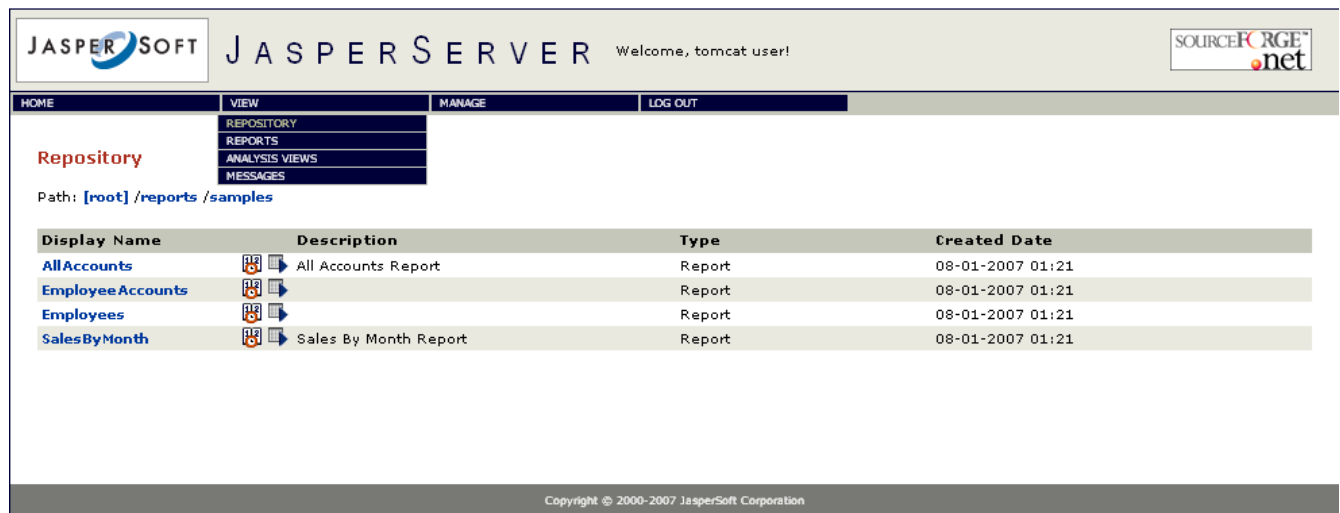 JASPERSOFT JASPERSERVER Welcome, tomcat user! SOURCEFORGE™ .net
HOME VIEW MANAGE LOG OUT
REPOSITORY
REPORTS
ANALYSIS VIEWS
MESSAGES
Repository
Path: [root] /reports /samples
Display Name Description Type Created Date
AllAccounts All Accounts Report Report 08-01-2007 01:21
EmployeeAccounts Report 08-01-2007 01:21
Employees Report 08-01-2007 01:21
SalesByMonth Sales By Month Report Report 08-01-2007 01:21
Copyright © 2000-2007 JasperSoft Corporation